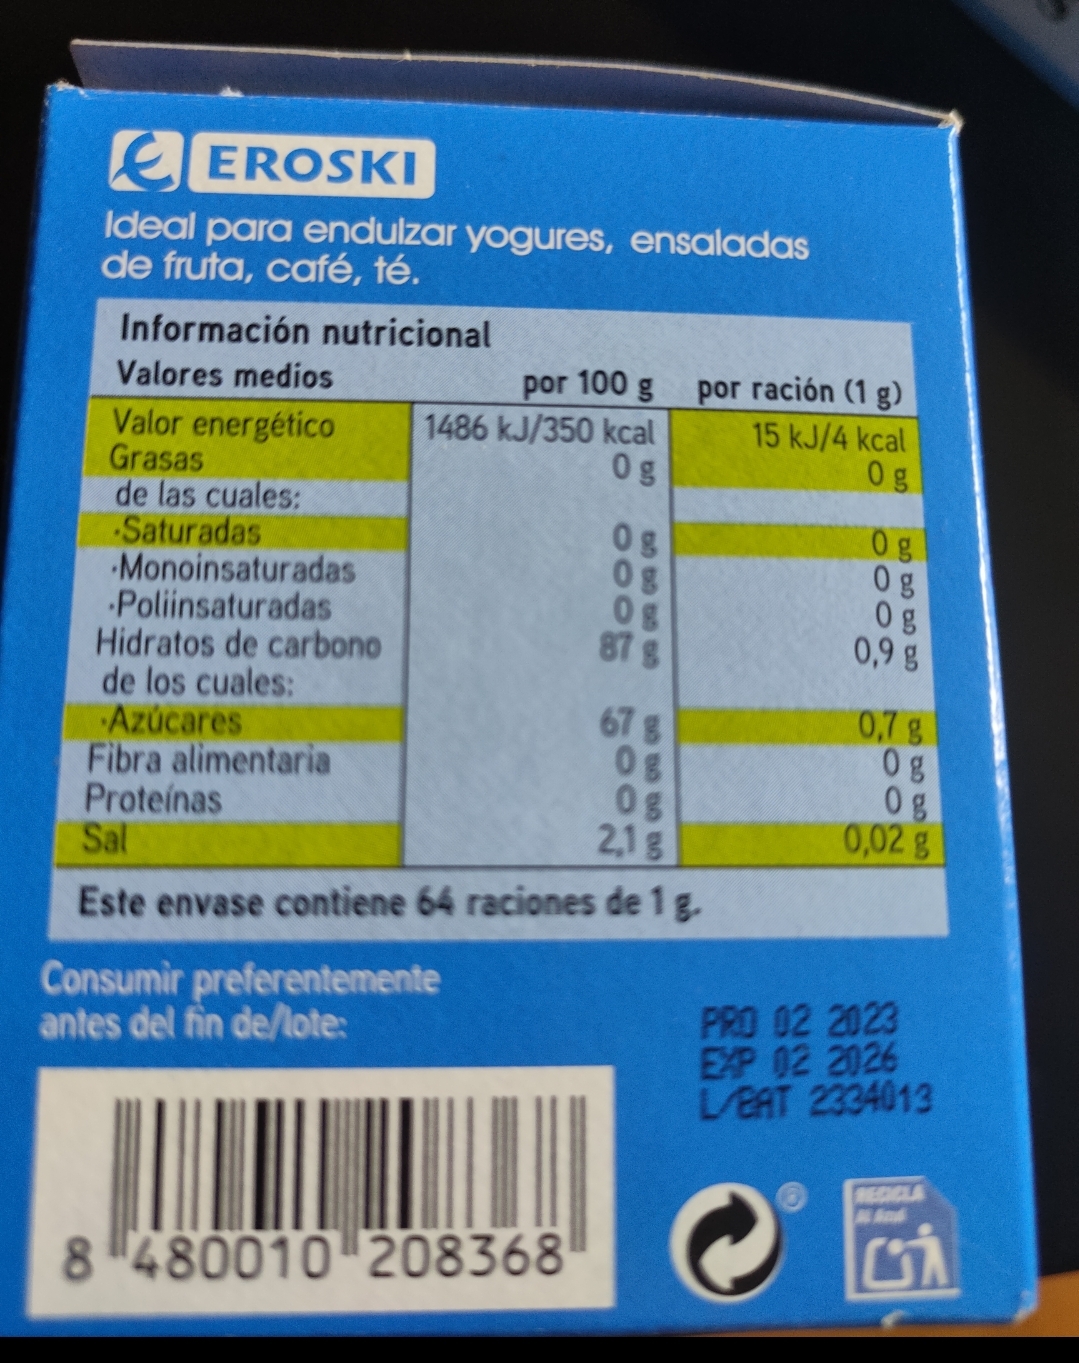 e EROSKI
Ideal para endulzar yogures, ensaladas
de fruta, café, té.
Información nutricional
Valores medios por 100 g por ración (1 g)
Valor energético 1486 kJ/350 kcal 15 kJ/4 kcal
Grasas 0 g 0 g
de las cuales:
·Saturadas 0 g 0 g
·Monoinsaturadas 0 g 0 g
·Poliinsaturadas 0 g 0 g
Hidratos de carbono 87 g 0,9 g
de los cuales:
·Azúcares 67 g 0,7 g
Fibra alimentaria 0 g 0 g
Proteínas 0 g 0 g
Sal 2,1 g 0,02 g
Este envase contiene 64 raciones de 1 g.
Consumir preferentemente
antes del fin de/lote:
PRO 02 2023
EXP 02 2026
L/BAT 2334013
8 480010 208368
®
RECICLA
Al Azul